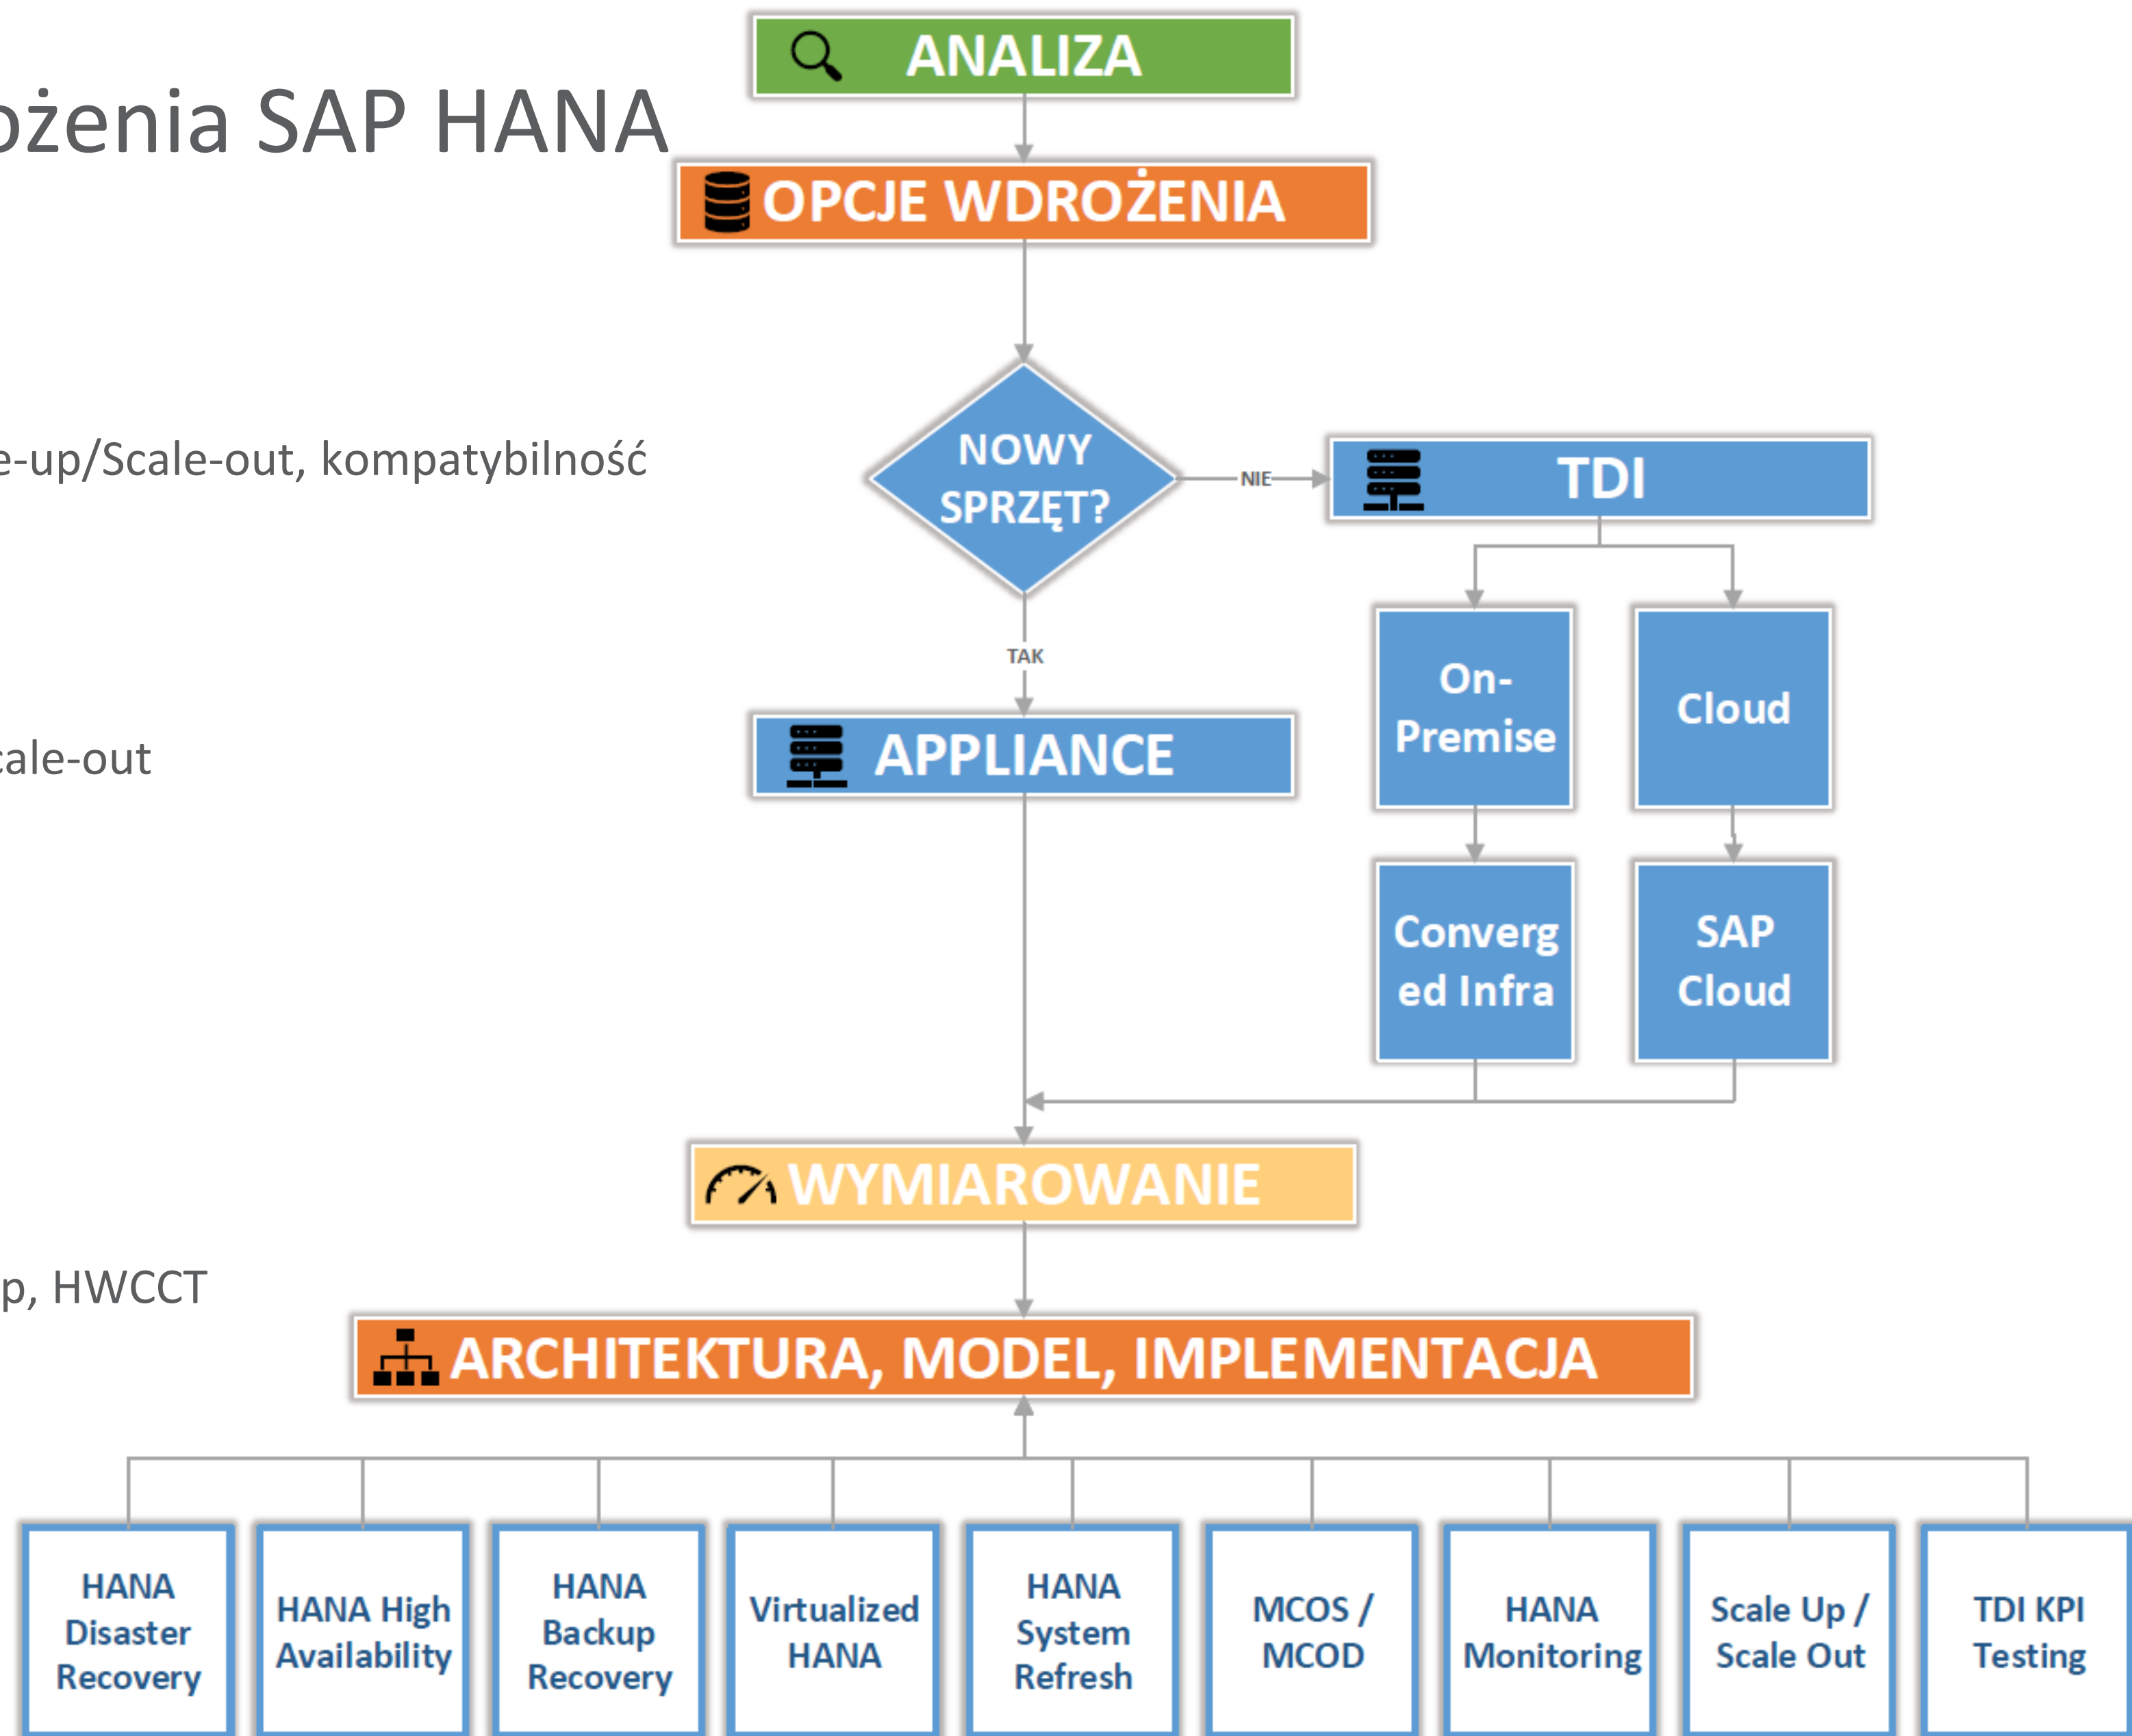 ANALIZA
ożenia SAP HANA
OPCJE WDROŻENIA
e-up/Scale-out, kompatybilność
NOWY
SPRZĘT?
NIE
TDI
TAK
On-
Premise
Cloud
cale-out
APPLIANCE
Converg
ed Infra
SAP
Cloud
WYMIAROWANIE
p, HWCCT
ARCHITEKTURA, MODEL, IMPLEMENTACJA
HANA
Disaster
Recovery
HANA High
Availability
HANA
Backup
Recovery
Virtualized
HANA
HANA
System
Refresh
MCOS /
MCOD
HANA
Monitoring
Scale Up /
Scale Out
TDI KPI
Testing